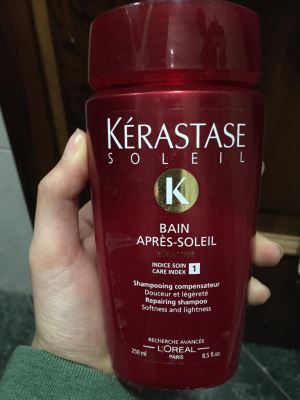 KÉRASTASE
SOLEIL
K
BAIN
APRÈS-SOLEIL
INDICE SOIN
CARE INDEX 1
Shampooing compensateur
Douceur et légèreté
Repairing shampoo
Softness and lightness
RECHERCHE AVANCÉE
L'ORÉAL
PARIS
250 ml 8.5 fl.oz.